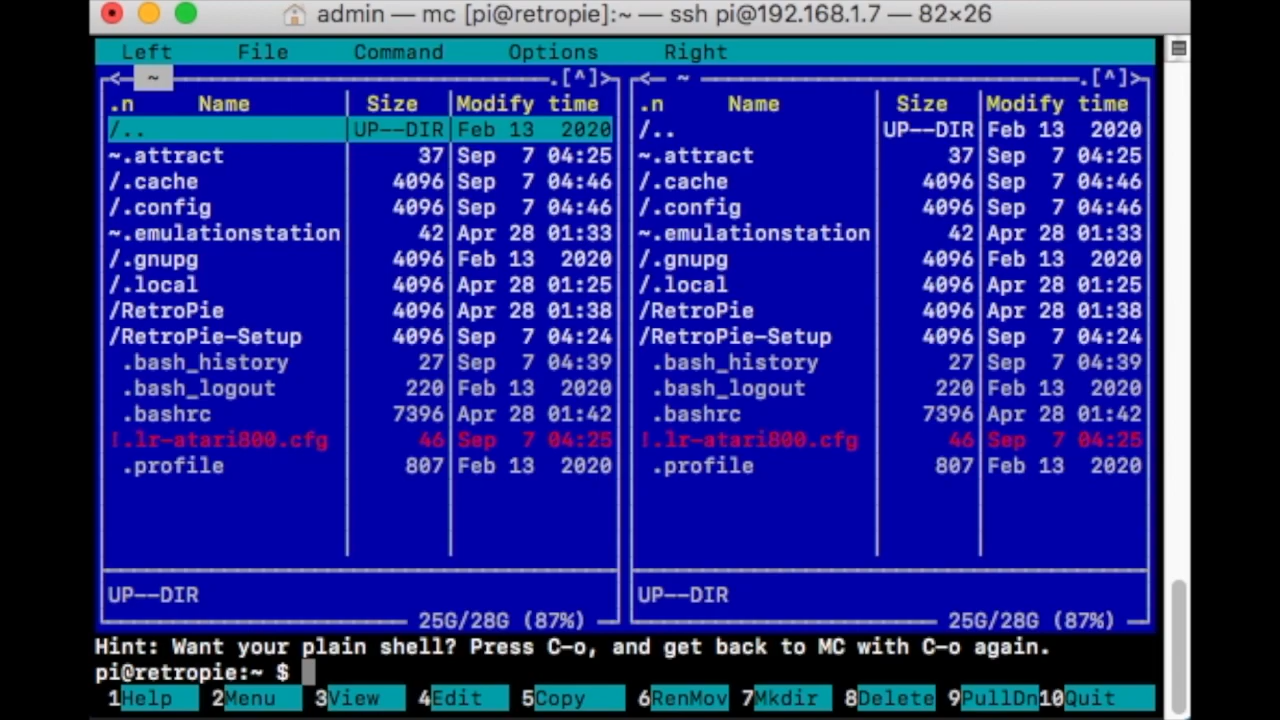 admin — mc [pi@retropie]:~ — ssh pi@192.168.1.7 — 82×26
Left File Command Options Right
<- ~ .[^]> <- ~ .[^]>
.n Name Size Modify time .n Name Size Modify time
/.. UP--DIR Feb 13 2020 /.. UP--DIR Feb 13 2020
~.attract 37 Sep 7 04:25 ~.attract 37 Sep 7 04:25
/.cache 4096 Sep 7 04:46 /.cache 4096 Sep 7 04:46
/.config 4096 Sep 7 04:46 /.config 4096 Sep 7 04:46
~.emulationstation 42 Apr 28 01:33 ~.emulationstation 42 Apr 28 01:33
/.gnupg 4096 Feb 13 2020 /.gnupg 4096 Feb 13 2020
/.local 4096 Apr 28 01:25 /.local 4096 Apr 28 01:25
/RetroPie 4096 Apr 28 01:38 /RetroPie 4096 Apr 28 01:38
/RetroPie-Setup 4096 Sep 7 04:24 /RetroPie-Setup 4096 Sep 7 04:24
.bash_history 27 Sep 7 04:39 .bash_history 27 Sep 7 04:39
.bash_logout 220 Feb 13 2020 .bash_logout 220 Feb 13 2020
.bashrc 7396 Apr 28 01:42 .bashrc 7396 Apr 28 01:42
!.lr-atari800.cfg 46 Sep 7 04:25 !.lr-atari800.cfg 46 Sep 7 04:25
.profile 807 Feb 13 2020 .profile 807 Feb 13 2020
UP--DIR UP--DIR
25G/28G (87%) 25G/28G (87%)
Hint: Want your plain shell? Press C-o, and get back to MC with C-o again.
pi@retropie:~ $
1Help 2Menu 3View 4Edit 5Copy 6RenMov 7Mkdir 8Delete 9PullDn 10Quit